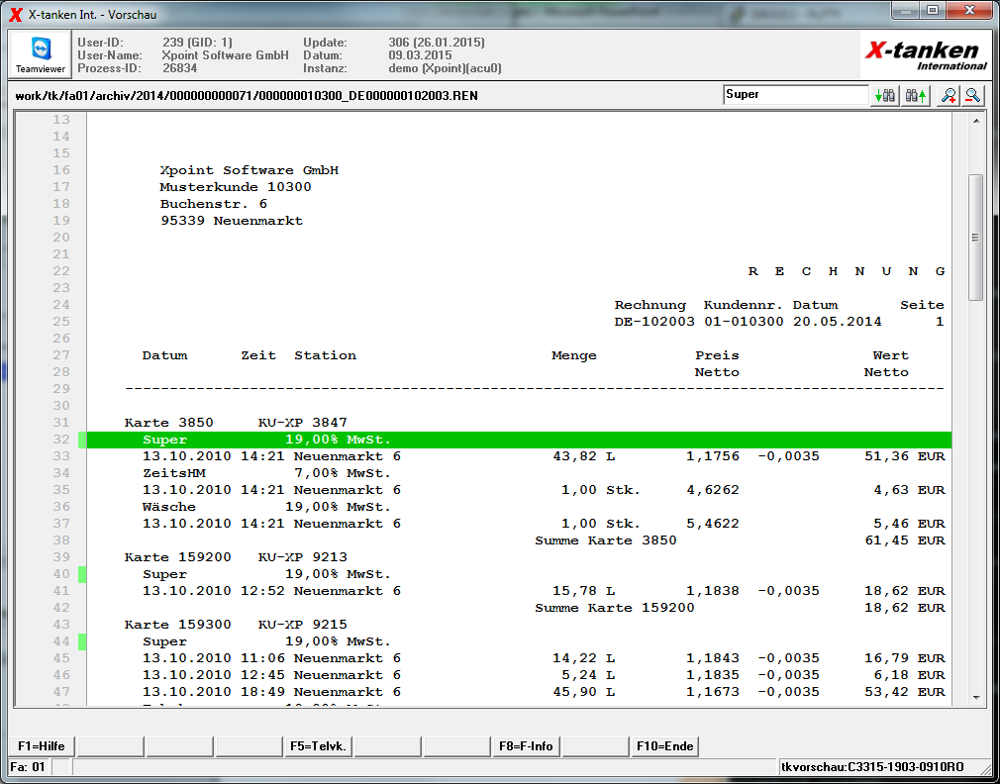 X-tanken Int. - Vorschau
Teamviewer
User-ID: 239 (GID: 1) Update: 306 (26.01.2015)
User-Name: Xpoint Software GmbH Datum: 09.03.2015
Prozess-ID: 26834 Instanz: demo (Xpoint)(acu0)
X-tanken
International
work/tk/fa01/archiv/2014/000000000071/000000010300_DE000000102003.REN Super
13
14
15
16 Xpoint Software GmbH
17 Musterkunde 10300
18 Buchenstr. 6
19 95339 Neuenmarkt
20
21
22 R E C H N U N G
23
24 Rechnung Kundennr. Datum Seite
25 DE-102003 01-010300 20.05.2014 1
26
27 Datum Zeit Station Menge Preis Wert
28 Netto Netto
29 --------------------------------------------------------------------------------------------
30
31 Karte 3850 KU-XP 3847
32 Super 19,00% MwSt.
33 13.10.2010 14:21 Neuenmarkt 6 43,82 L 1,1756 -0,0035 51,36 EUR
34 ZeitsHM 7,00% MwSt.
35 13.10.2010 14:21 Neuenmarkt 6 1,00 Stk. 4,6262 4,63 EUR
36 Wäsche 19,00% MwSt.
37 13.10.2010 14:21 Neuenmarkt 6 1,00 Stk. 5,4622 5,46 EUR
38 Summe Karte 3850 61,45 EUR
39 Karte 159200 KU-XP 9213
40 Super 19,00% MwSt.
41 13.10.2010 12:52 Neuenmarkt 6 15,78 L 1,1838 -0,0035 18,62 EUR
42 Summe Karte 159200 18,62 EUR
43 Karte 159300 KU-XP 9215
44 Super 19,00% MwSt.
45 13.10.2010 11:06 Neuenmarkt 6 14,22 L 1,1843 -0,0035 16,79 EUR
46 13.10.2010 12:45 Neuenmarkt 6 5,24 L 1,1835 -0,0035 6,18 EUR
47 13.10.2010 18:49 Neuenmarkt 6 45,90 L 1,1673 -0,0035 53,42 EUR
F1=Hilfe F5=Telvk. F8=F-Info F10=Ende
Fa: 01 tkvorschau:C3315-1903-0910RO